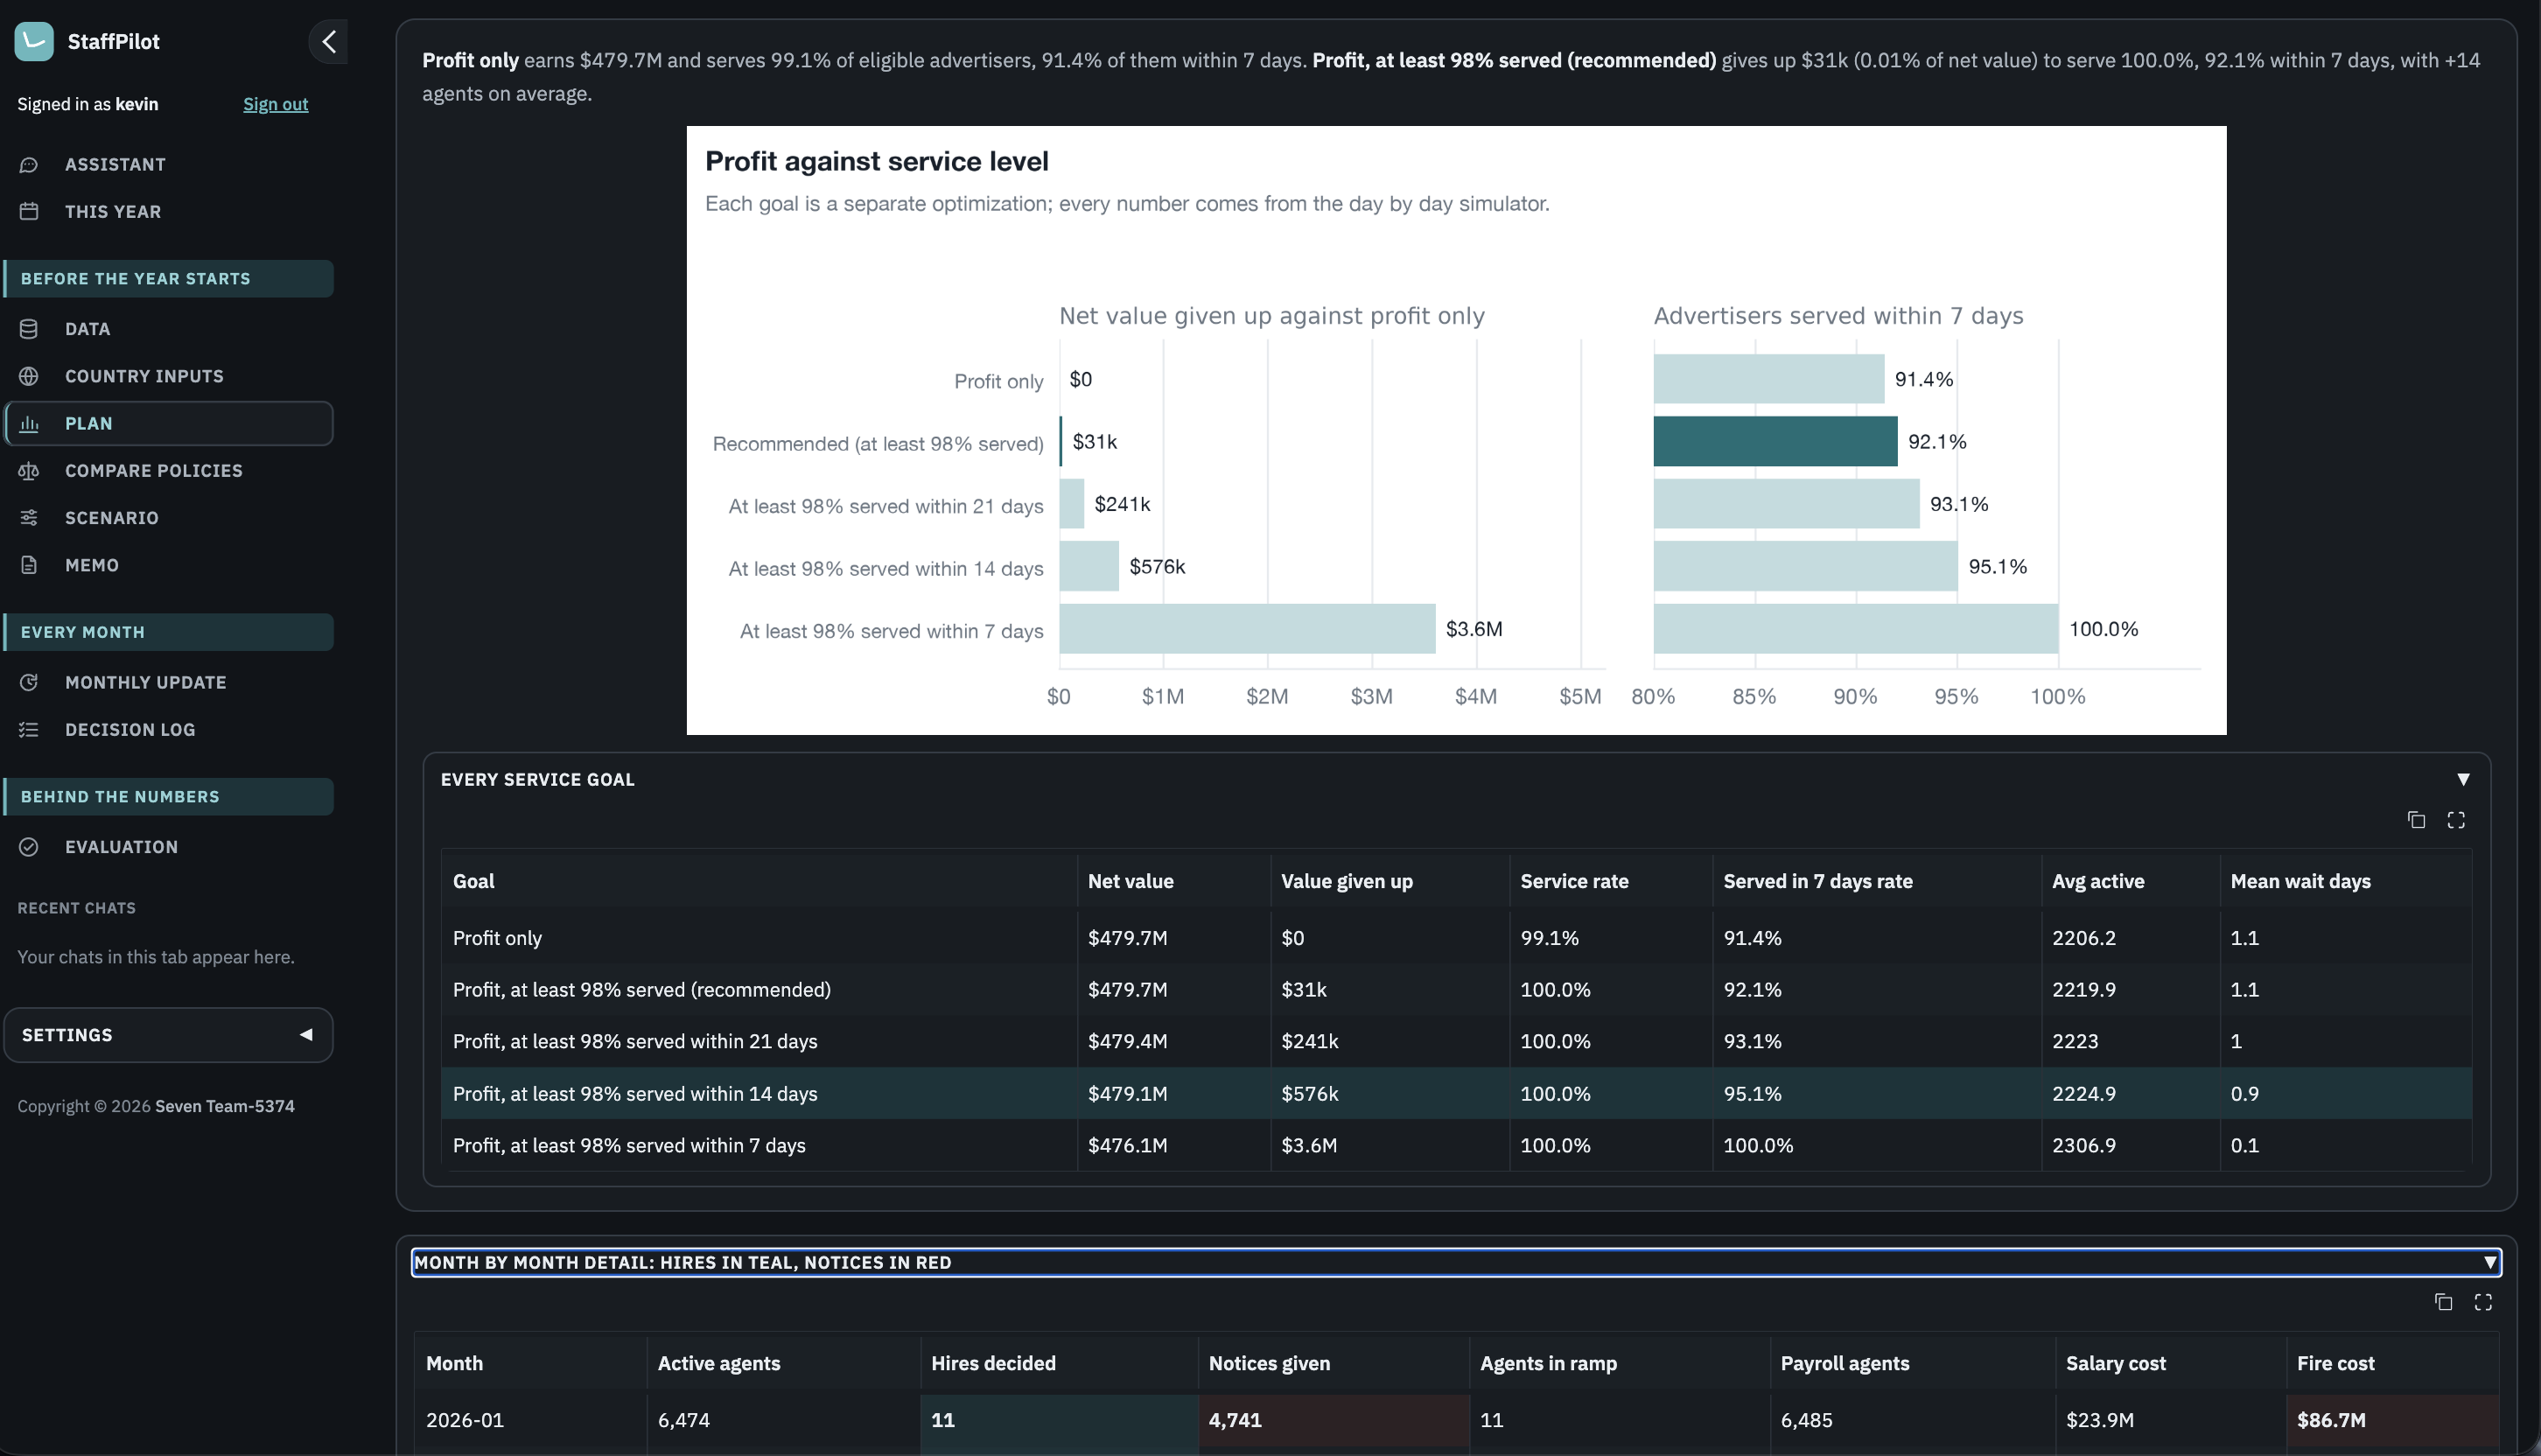 StaffPilot
Signed in as kevin Sign out
ASSISTANT
THIS YEAR
BEFORE THE YEAR STARTS
DATA
COUNTRY INPUTS
PLAN
COMPARE POLICIES
SCENARIO
MEMO
EVERY MONTH
MONTHLY UPDATE
DECISION LOG
BEHIND THE NUMBERS
EVALUATION
RECENT CHATS
Your chats in this tab appear here.
SETTINGS
Copyright © 2026 Seven Team-5374
Profit only earns $479.7M and serves 99.1% of eligible advertisers, 91.4% of them within 7 days. Profit, at least 98% served (recommended) gives up $31k (0.01% of net value) to serve 100.0%, 92.1% within 7 days, with +14
agents on average.
Profit against service level
Each goal is a separate optimization; every number comes from the day by day simulator.
Net value given up against profit only Advertisers served within 7 days
Profit only $0 91.4%
Recommended (at least 98% served) $31k 92.1%
At least 98% served within 21 days $241k 93.1%
At least 98% served within 14 days $576k 95.1%
At least 98% served within 7 days $3.6M 100.0%
$0 $1M $2M $3M $4M $5M 80% 85% 90% 95% 100%
EVERY SERVICE GOAL
Goal Net value Value given up Service rate Served in 7 days rate Avg active Mean wait days
Profit only $479.7M $0 99.1% 91.4% 2206.2 1.1
Profit, at least 98% served (recommended) $479.7M $31k 100.0% 92.1% 2219.9 1.1
Profit, at least 98% served within 21 days $479.4M $241k 100.0% 93.1% 2223 1
Profit, at least 98% served within 14 days $479.1M $576k 100.0% 95.1% 2224.9 0.9
Profit, at least 98% served within 7 days $476.1M $3.6M 100.0% 100.0% 2306.9 0.1
MONTH BY MONTH DETAIL: HIRES IN TEAL, NOTICES IN RED
Month Active agents Hires decided Notices given Agents in ramp Payroll agents Salary cost Fire cost
2026-01 6,474 11 4,741 11 6,485 $23.9M $86.7M